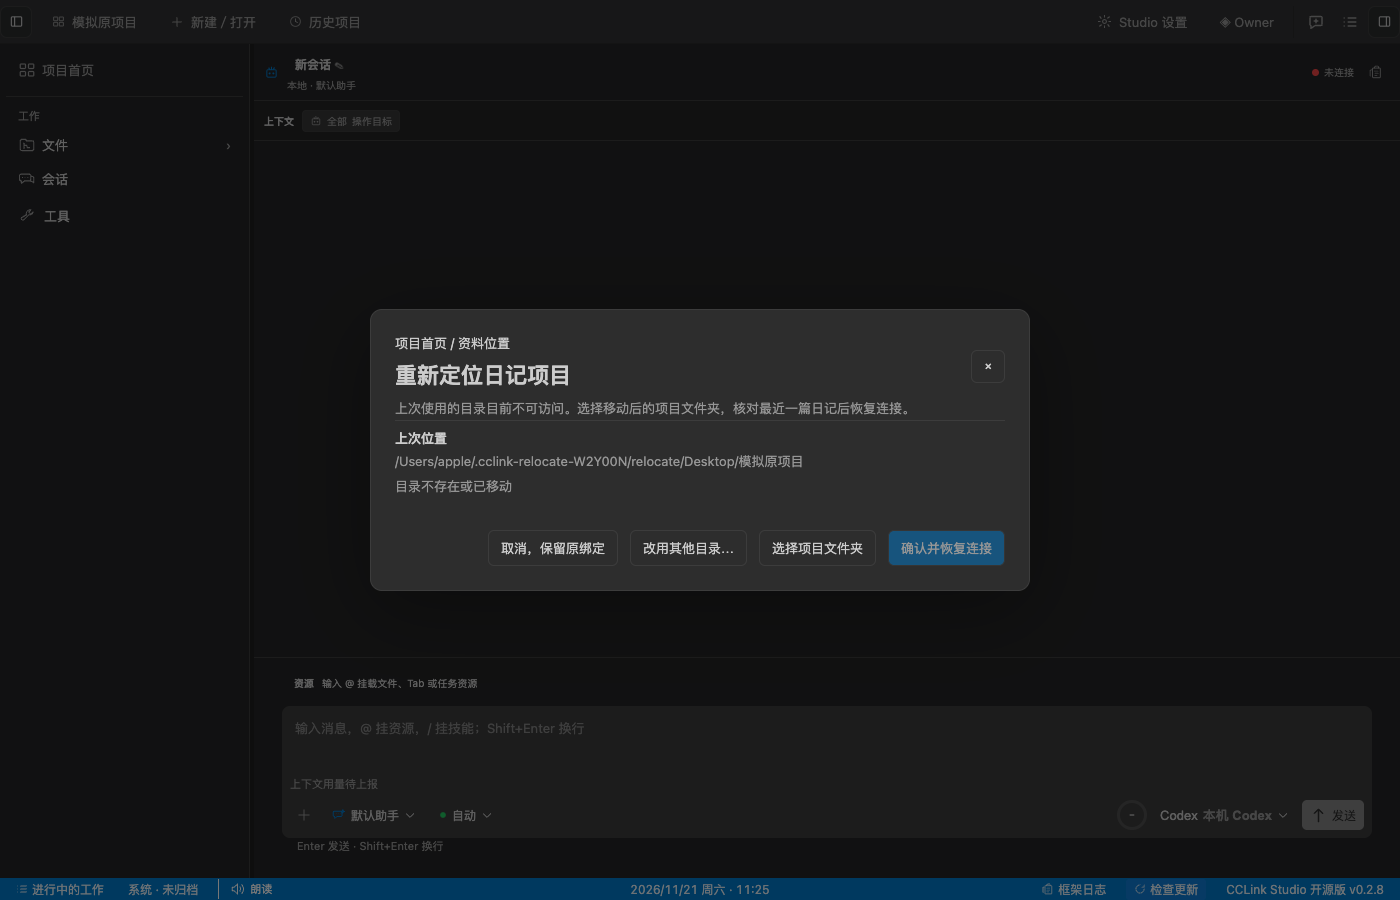 模拟原项目
新建 / 打开
历史项目
Studio 设置
Owner
项目首页
工作
文件
会话
工具
新会话
本地 · 默认助手
未连接
上下文
全部 操作目标
项目首页 / 资料位置
重新定位日记项目
上次使用的目录目前不可访问。选择移动后的项目文件夹，核对最近一篇日记后恢复连接。
上次位置
/Users/apple/.cclink-relocate-W2Y00N/relocate/Desktop/模拟原项目
目录不存在或已移动
取消，保留原绑定
改用其他目录...
选择项目文件夹
确认并恢复连接
资源 输入 @ 挂载文件、Tab 或任务资源
输入消息，@ 挂资源，/ 挂技能；Shift+Enter 换行
上下文用量待上报
默认助手
自动
Codex 本机 Codex
发送
Enter 发送 · Shift+Enter 换行
进行中的工作
系统 · 未归档
朗读
2026/11/21 周六 · 11:25
框架日志
检查更新
CCLink Studio 开源版 v0.2.8